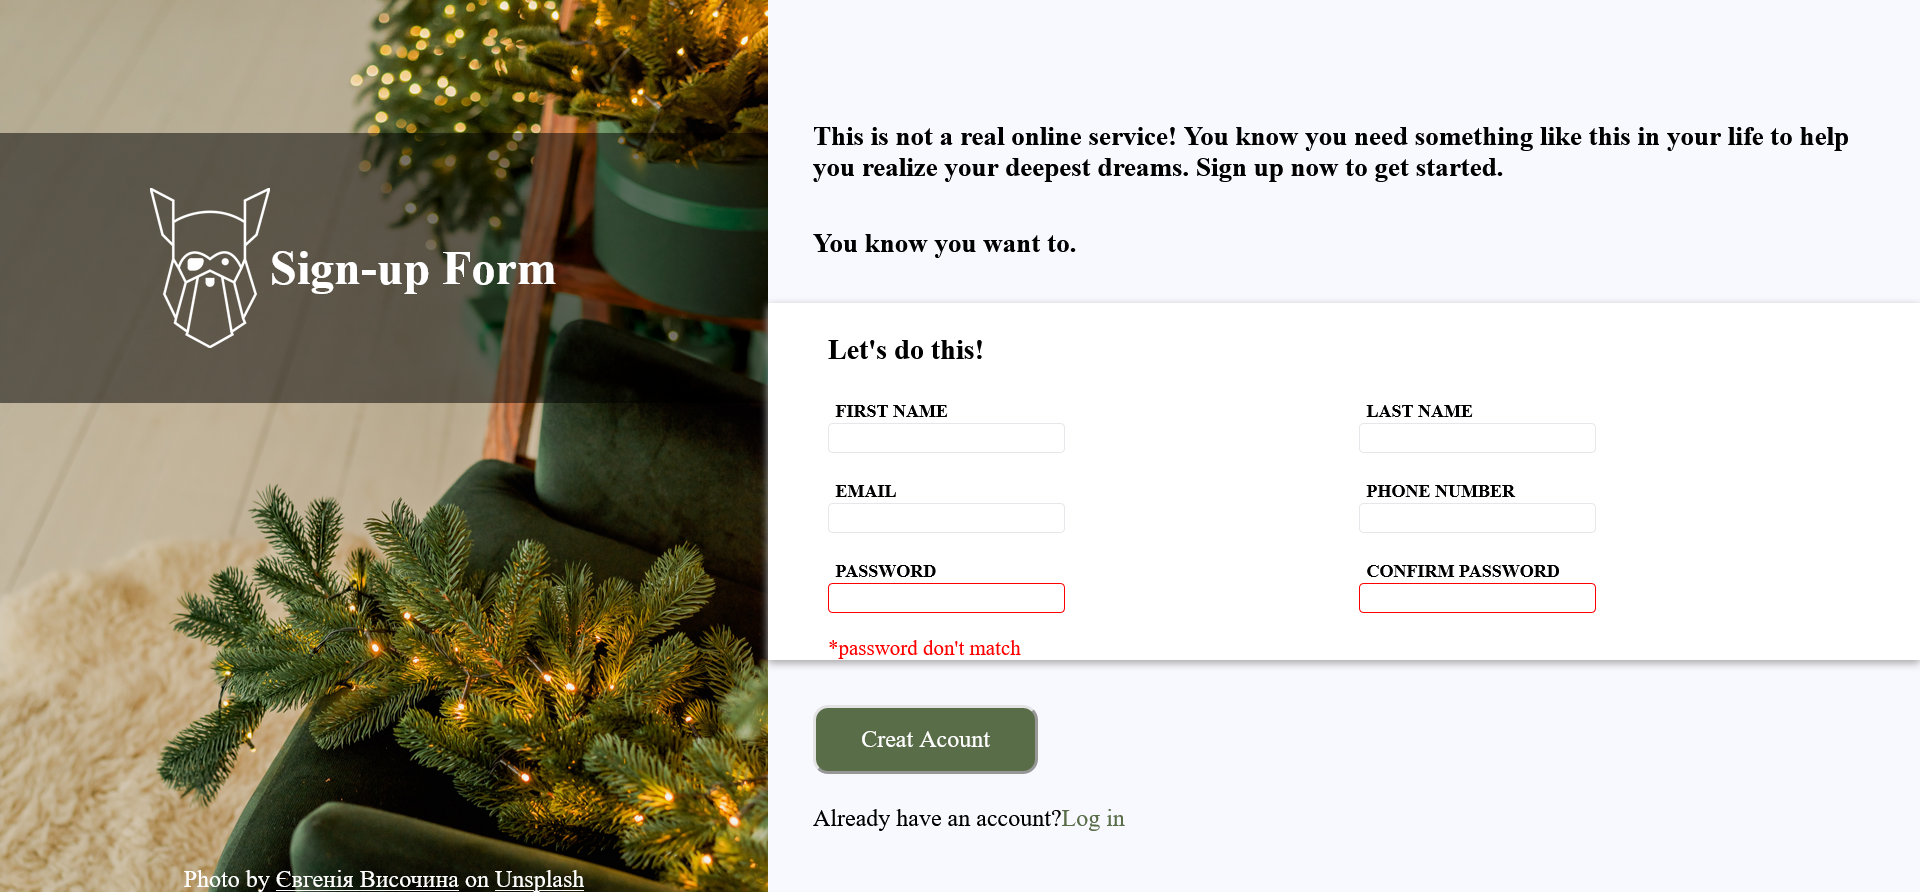 Sign-up Form
Photo by Євгенія Височина on Unsplash
This is not a real online service! You know you need something like this in your life to help
you realize your deepest dreams. Sign up now to get started.
You know you want to.
Let's do this!
FIRST NAME
LAST NAME
EMAIL
PHONE NUMBER
PASSWORD
CONFIRM PASSWORD
*password don't match
Creat Acount
Already have an account?Log in